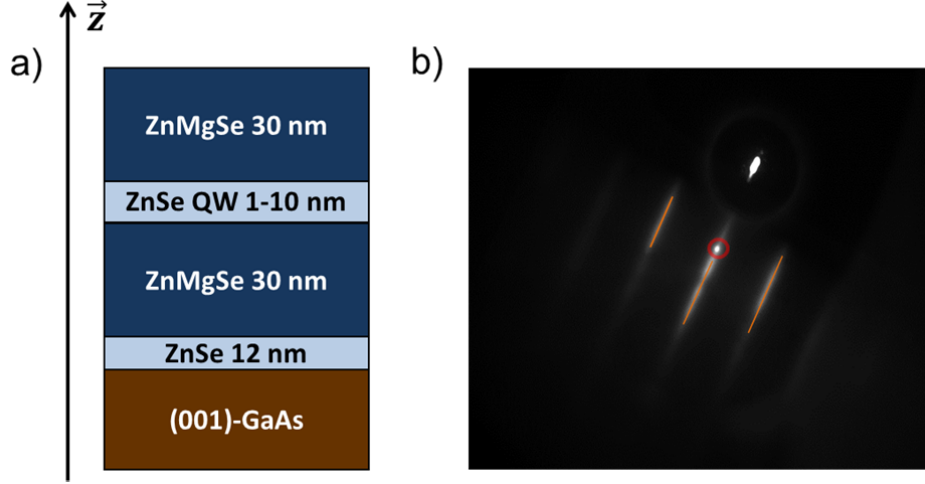 a)
z
b)
ZnMgSe 30 nm
ZnSe QW 1-10 nm
ZnMgSe 30 nm
ZnSe 12 nm
(001)-GaAs